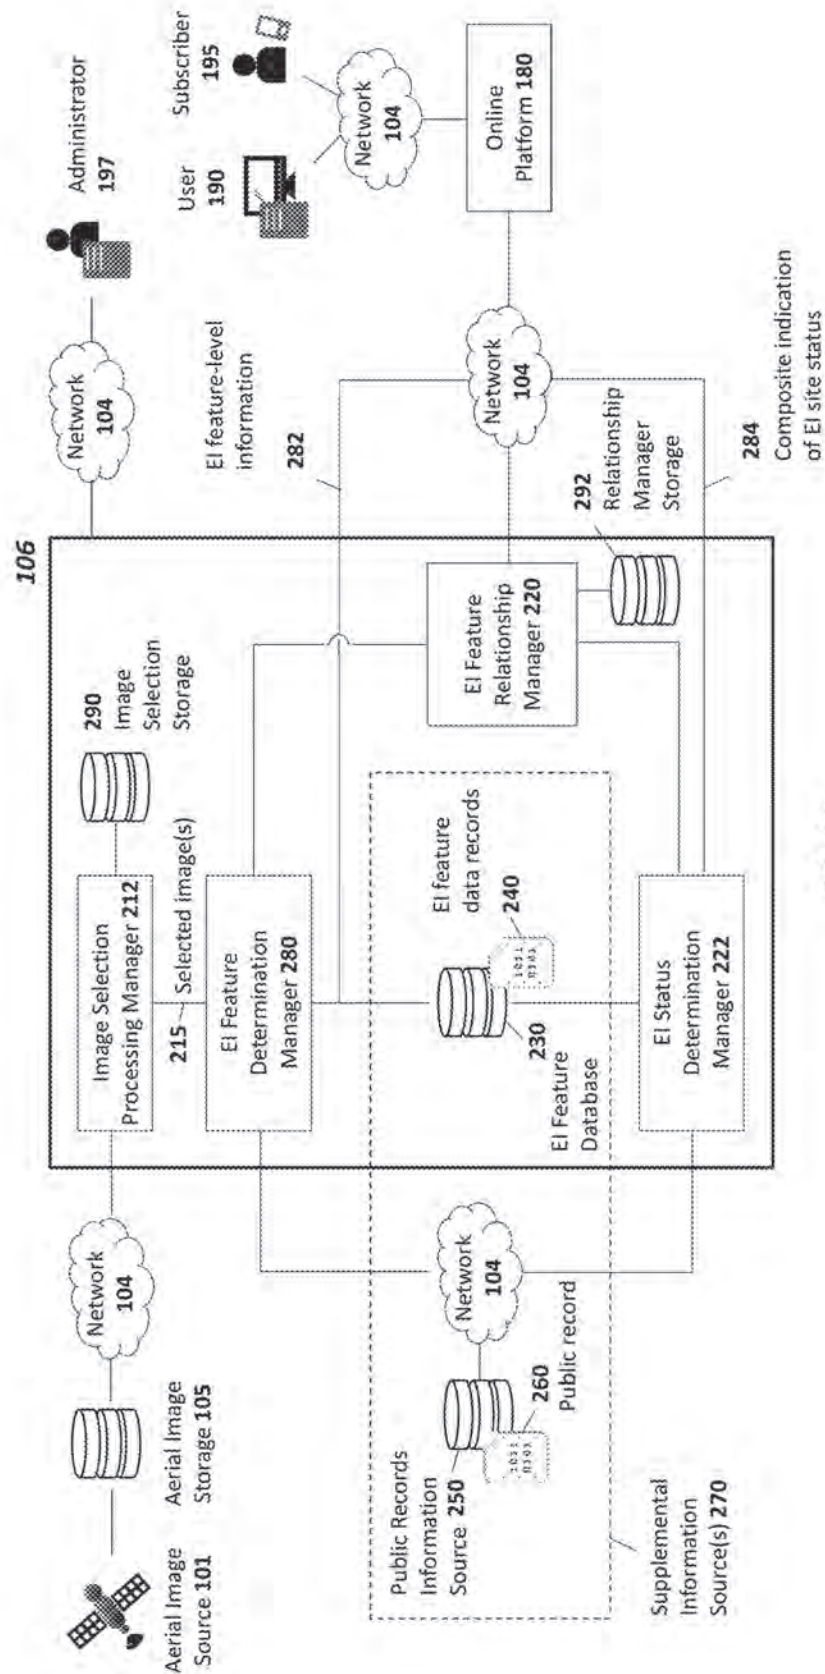 106
Administrator
197
Network
104
Subscriber
195
User
190
Network
104
Online
Platform 180
EI feature-level
information
282
Network
104
284
Composite indication
of EI site status
292
Relationship
Manager
Storage
290
Image
Selection
Storage
Image Selection
Processing Manager 212
215
Selected image(s)
EI Feature
Determination
Manager 280
EI Feature
Relationship
Manager 220
EI feature
data records
240
1011
0101
230
EI Feature
Database
EI Status
Determination
Manager 222
Network
104
Aerial Image
Storage 105
Aerial Image
Source 101
Network
104
Public Records
Information
Source 250
1011
0101
260
Public record
Supplemental
Information
Source(s) 270